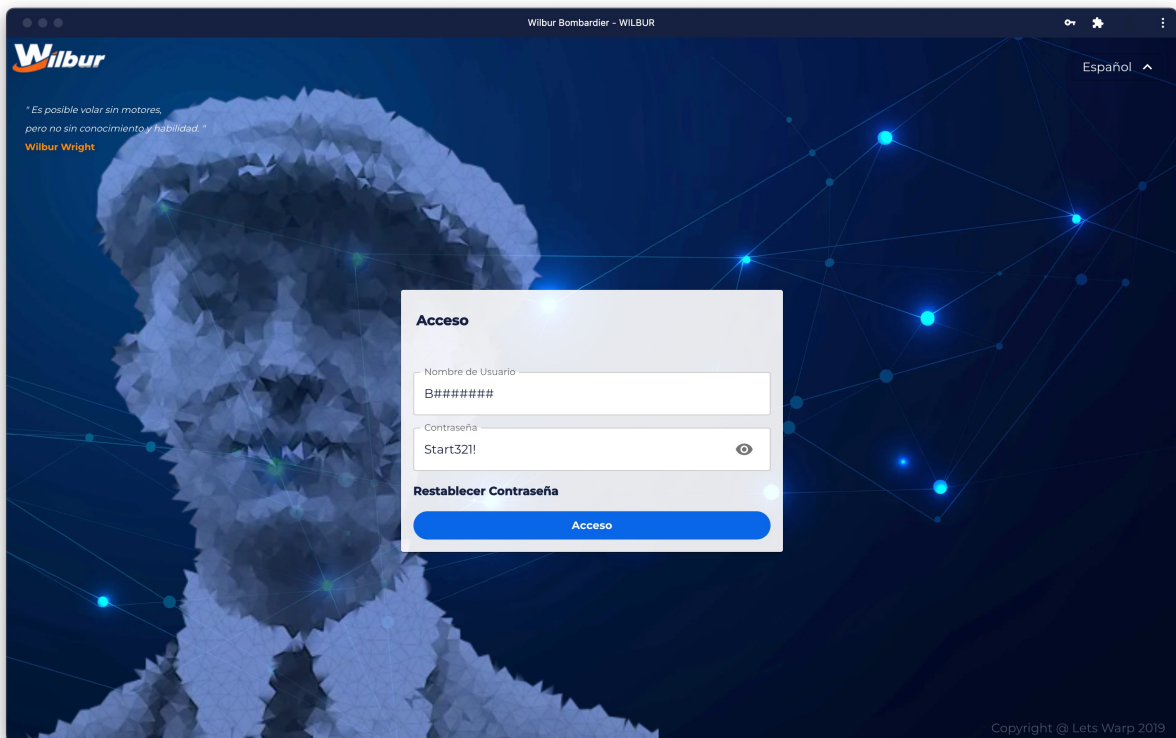 Wilbur Bombardier - WILBUR
Wilbur
Español
" Es posible volar sin motores,
pero no sin conocimiento y habilidad. "
Wilbur Wright
Acceso
Nombre de Usuario
B#######
Contraseña
Start321!
Restablecer Contraseña
Acceso
Copyright @ Lets Warp 2019